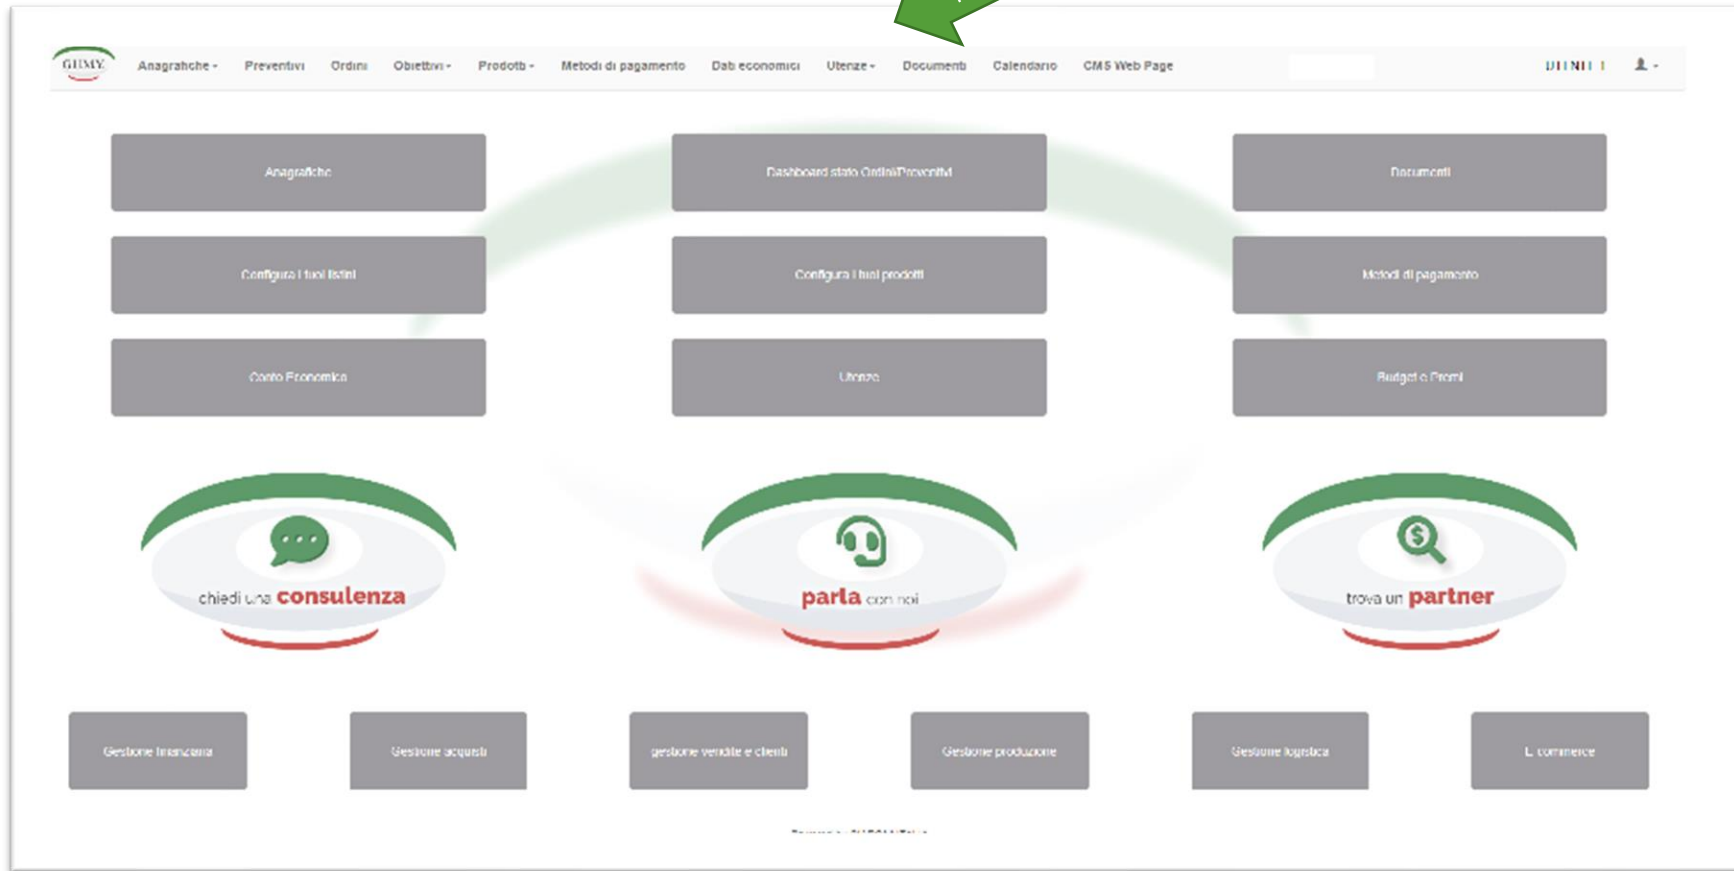 GIIMY Anagrafiche Preventivi Ordini Obiettivi Prodotti Metodi di pagamento Dati economici Utenze Documenti Calendario CMS Web Page
Anagrafiche Dashboard stato Ordini/Preventivi Documenti
Configura i tuoi listini Configura i tuoi prodotti Metodi di pagamento
Conto Economico Utenze Budget e Premi
chiedi una consulenza parla con noi trova un partner
Gestione finanziaria Gestione acquisti gestione vendite e clienti Gestione produzione Gestione logistica E commerce